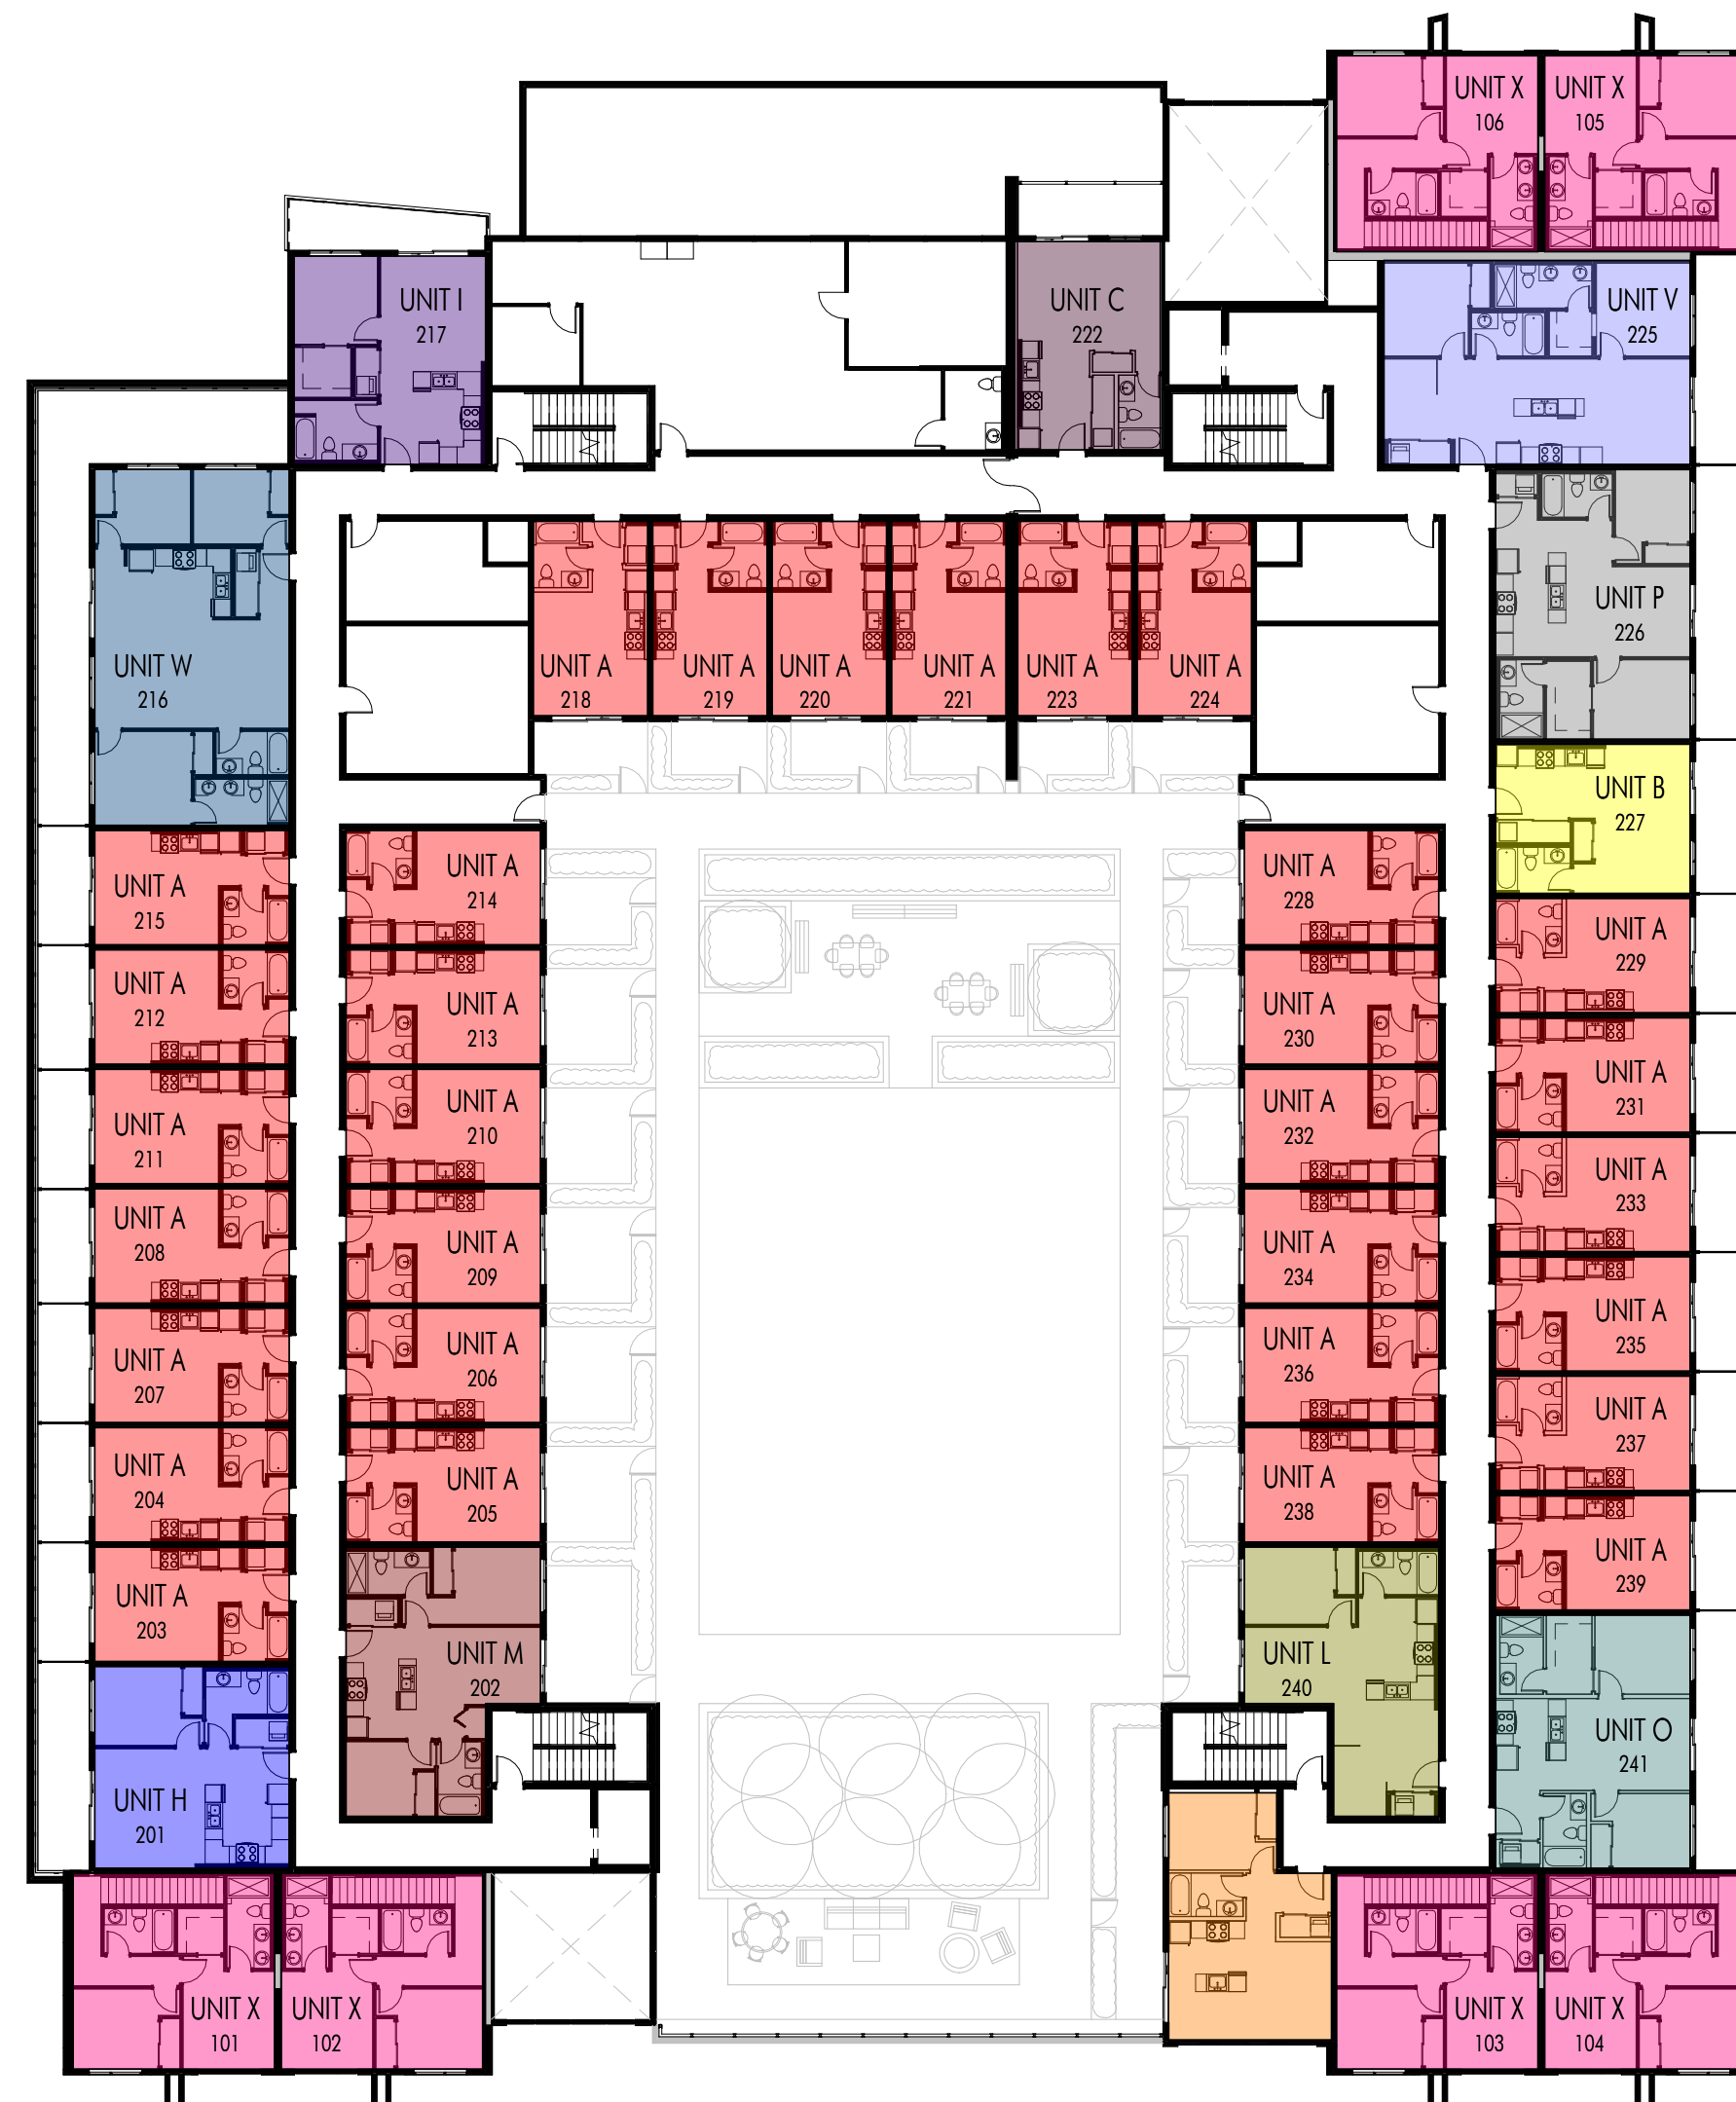 UNIT X
106
UNIT X
105
UNIT I
217
UNIT C
222
UNIT V
225
UNIT W
216
UNIT A
218
UNIT A
219
UNIT A
220
UNIT A
221
UNIT A
223
UNIT A
224
UNIT P
226
UNIT B
227
UNIT A
215
UNIT A
214
UNIT A
228
UNIT A
229
UNIT A
212
UNIT A
213
UNIT A
230
UNIT A
231
UNIT A
211
UNIT A
210
UNIT A
232
UNIT A
233
UNIT A
208
UNIT A
209
UNIT A
234
UNIT A
235
UNIT A
207
UNIT A
206
UNIT A
236
UNIT A
237
UNIT A
204
UNIT A
205
UNIT A
238
UNIT A
239
UNIT A
203
UNIT M
202
UNIT L
240
UNIT O
241
UNIT H
201
UNIT X
101
UNIT X
102
UNIT X
103
UNIT X
104